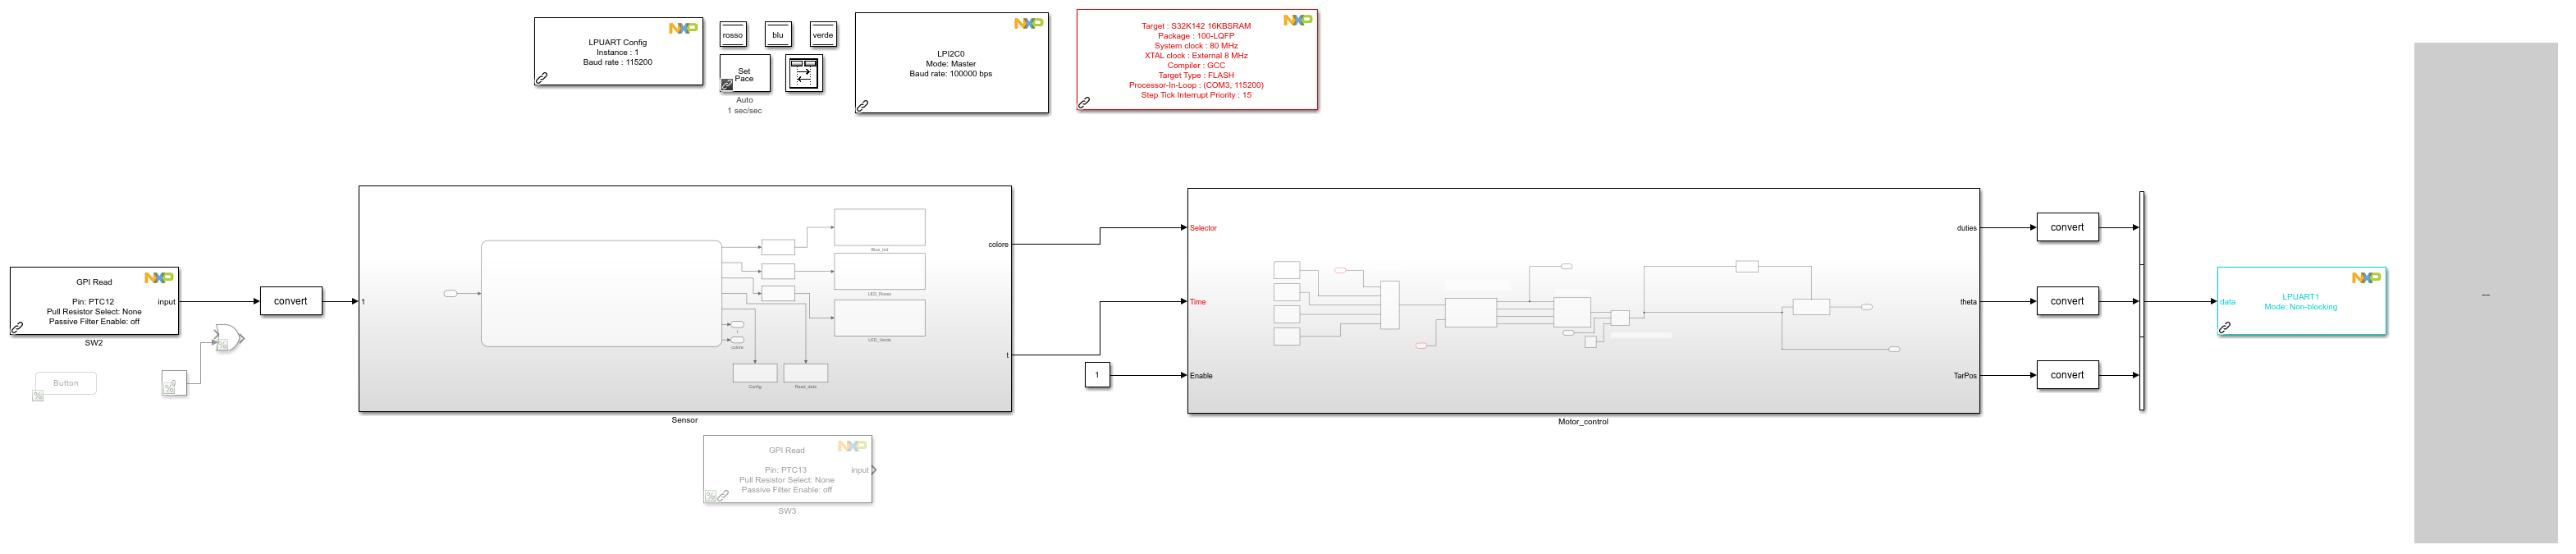 NXP
LPUART Config
Instance : 1
Baud rate : 115200
rosso
blu
verde
Set
Pace
Auto
1 sec/sec
NXP
LPI2C0
Mode: Master
Baud rate: 100000 bps
NXP
Target : S32K142 16KBSRAM
Package : 100-LQFP
System clock : 80 MHz
XTAL clock : External 8 MHz
Compiler : GCC
Target Type : FLASH
Processor-In-Loop : (COM3, 115200)
Step Tick Interrupt Priority : 15
NXP
GPI Read
Pin: PTC12
Pull Resistor Select: None
Passive Filter Enable: off
input
SW2
Button
convert
1
Blue_led
LED_Rosso
LED_Verde
t
colore
Config
Read_data
colore
t
Sensor
NXP
GPI Read
Pin: PTC13
Pull Resistor Select: None
Passive Filter Enable: off
input
SW3
1
Selector
Time
Enable
duties
theta
TarPos
Motor_control
convert
convert
convert
NXP
data
LPUART1
Mode: Non-blocking